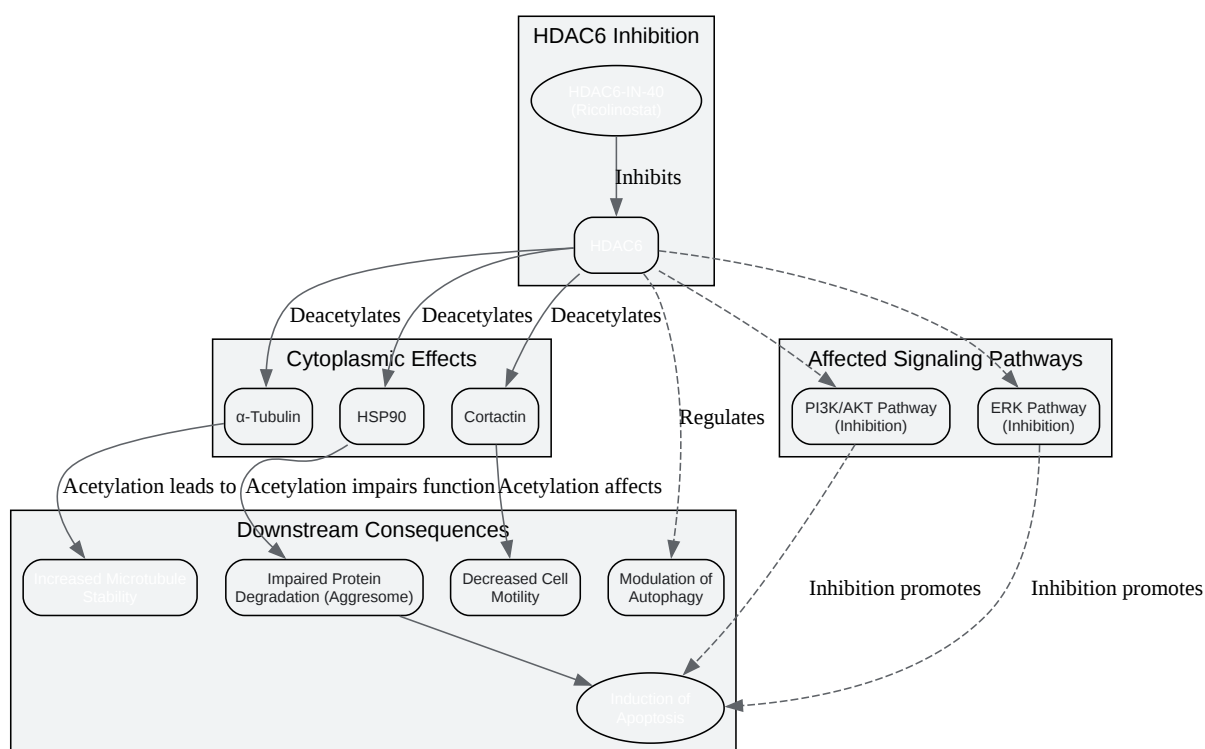 HDAC6 Inhibition
HDAC6-IN-40
(Ricolinostat)
Inhibits
HDAC6
Deacetylates
Deacetylates
Deacetylates
Cytoplasmic Effects
Affected Signaling Pathways
α-Tubulin
HSP90
Cortactin
Regulates
PI3K/AKT Pathway
(Inhibition)
ERK Pathway
(Inhibition)
Acetylation leads to
Acetylation impairs function
Acetylation affects
Downstream Consequences
Increased Microtubule
Stability
Impaired Protein
Degradation (Aggresome)
Decreased Cell
Motility
Modulation of
Autophagy
Inhibition promotes
Inhibition promotes
Induction of
Apoptosis